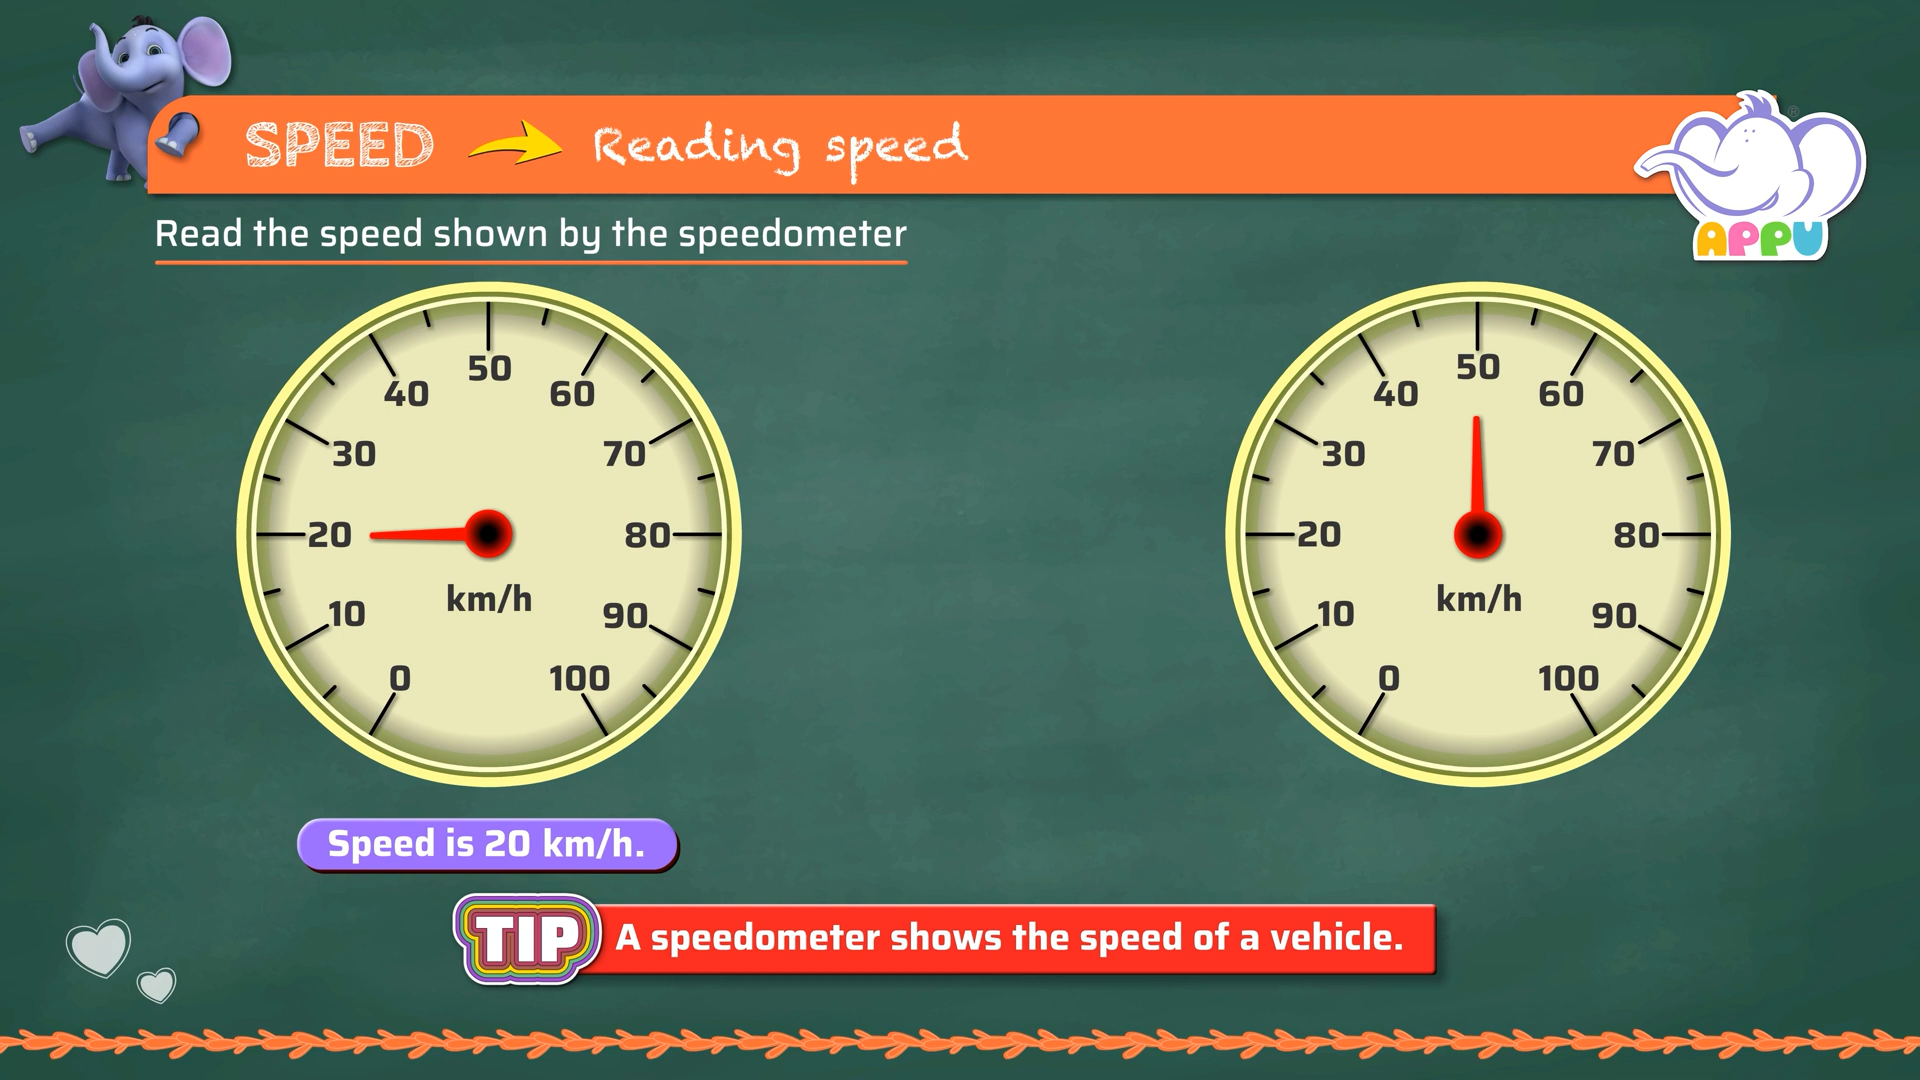 SPEED Reading speed
APPU
Read the speed shown by the speedometer
50
40 60
30 70
20 80
km/h
10 90
0 100
50
40 60
30 70
20 80
km/h
10 90
0 100
Speed is 20 km/h.
TIP A speedometer shows the speed of a vehicle.